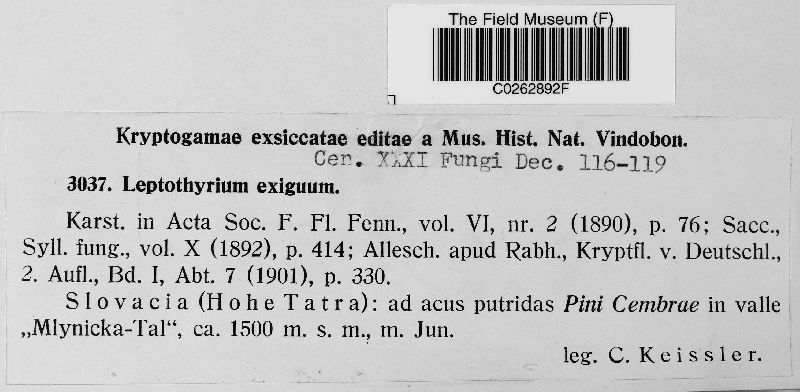 The Field Museum (F)
C0262892F
Kryptogamae exsiccatae editae a Mus. Hist. Nat. Vindobon.
Cen. XXXI Fungi Dec. 116-119
3037. Leptothyrium exiguum.
Karst. in Acta Soc. F. Fl. Fenn., vol. VI, nr. 2 (1890), p. 76; Sacc.,
Syll. fung., vol. X (1892), p. 414; Allesch. apud Rabh., Kryptfl. v. Deutschl.,
2. Aufl., Bd. I, Abt. 7 (1901), p. 330.
Slovacia (Hohe Tatra): ad acus putridas Pini Cembrae in valle
„Mlynicka-Tal“, ca. 1500 m. s. m., m. Jun.
leg. C. Keissler.